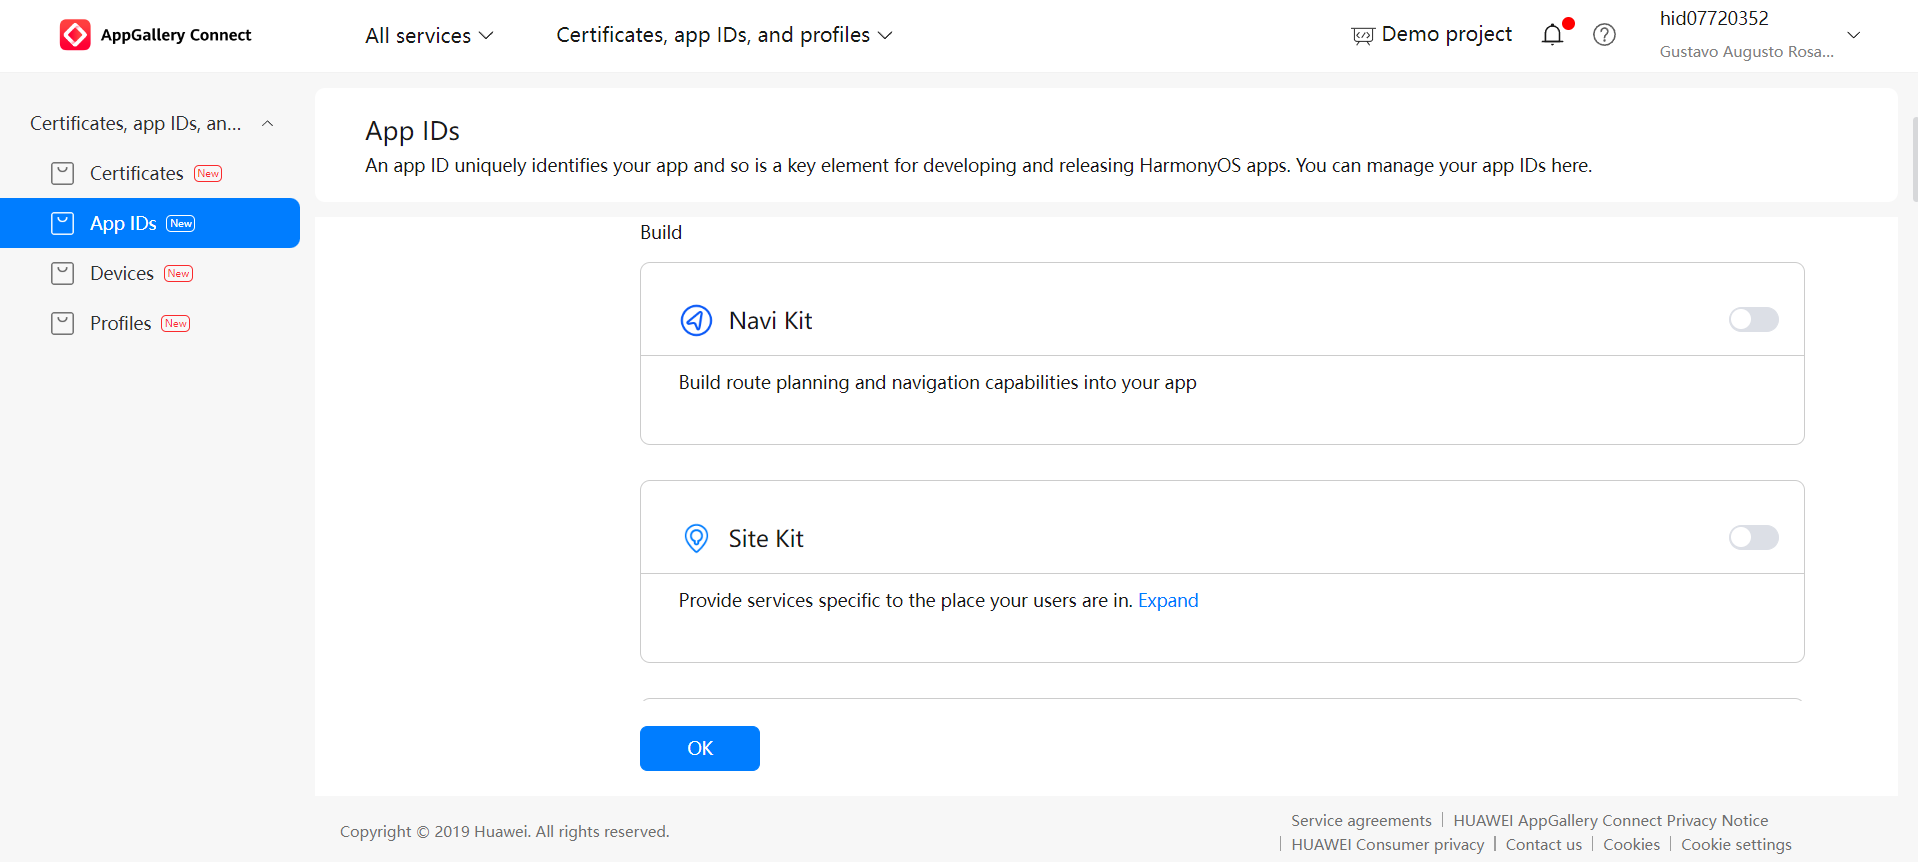 AppGallery Connect
All services
Certificates, app IDs, and profiles
Demo project
hid07720352
Gustavo Augusto Rosa...
Certificates, app IDs, an...
Certificates New
App IDs New
Devices New
Profiles New
App IDs
An app ID uniquely identifies your app and so is a key element for developing and releasing HarmonyOS apps. You can manage your app IDs here.
Build
Navi Kit
Build route planning and navigation capabilities into your app
Site Kit
Provide services specific to the place your users are in. Expand
OK
Copyright © 2019 Huawei. All rights reserved.
Service agreements | HUAWEI AppGallery Connect Privacy Notice
| HUAWEI Consumer privacy | Contact us | Cookies | Cookie settings